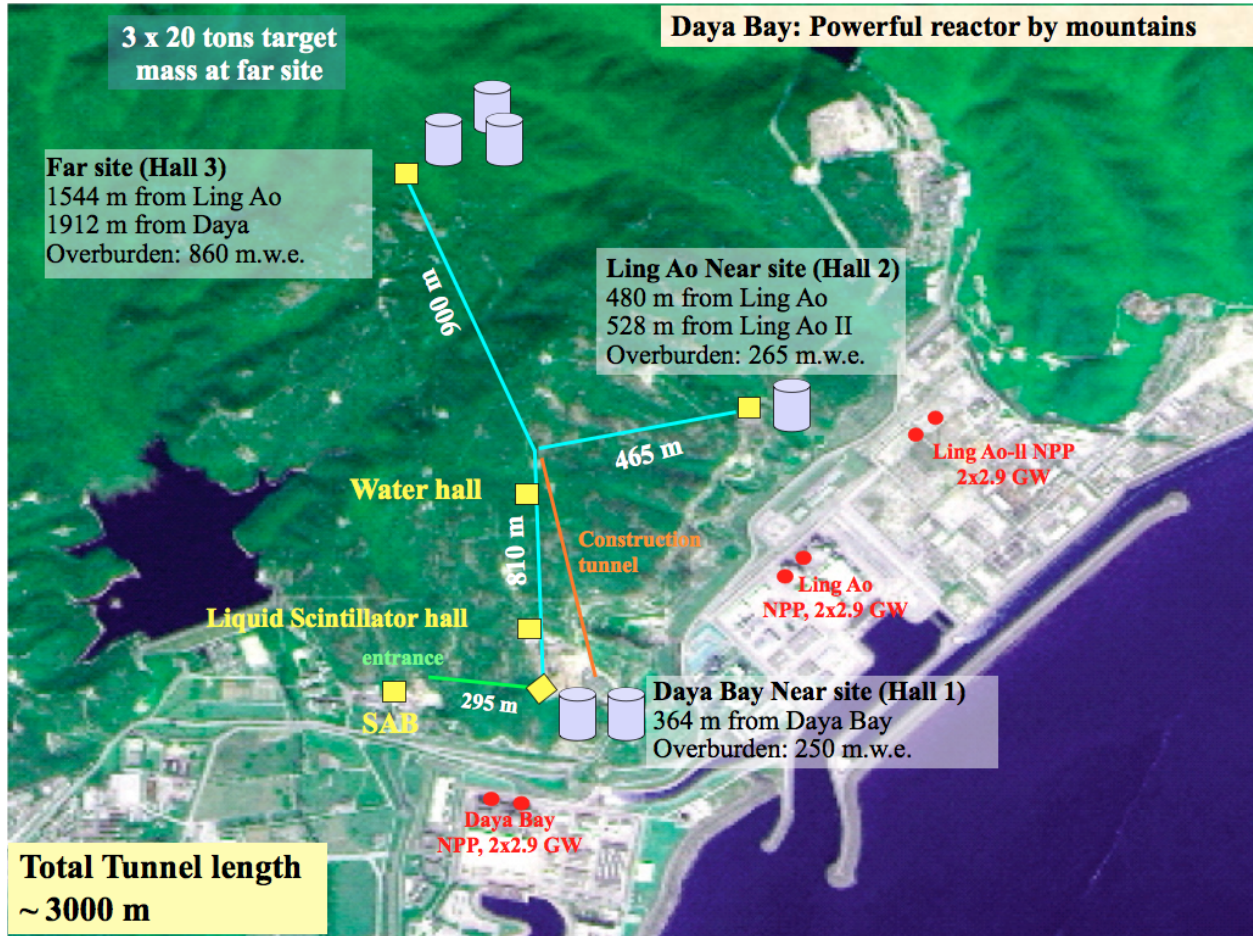 Daya Bay: Powerful reactor by mountains
3 x 20 tons target
mass at far site
Far site (Hall 3)
1544 m from Ling Ao
1912 m from Daya
Overburden: 860 m.w.e.
900 m
Ling Ao Near site (Hall 2)
480 m from Ling Ao
528 m from Ling Ao II
Overburden: 265 m.w.e.
465 m
Ling Ao-ll NPP
2x2.9 GW
Water hall
810 m
Construction
tunnel
Ling Ao
NPP, 2x2.9 GW
Liquid Scintillator hall
entrance
295 m
SAB
Daya Bay Near site (Hall 1)
364 m from Daya Bay
Overburden: 250 m.w.e.
Daya Bay
NPP, 2x2.9 GW
Total Tunnel length
~ 3000 m